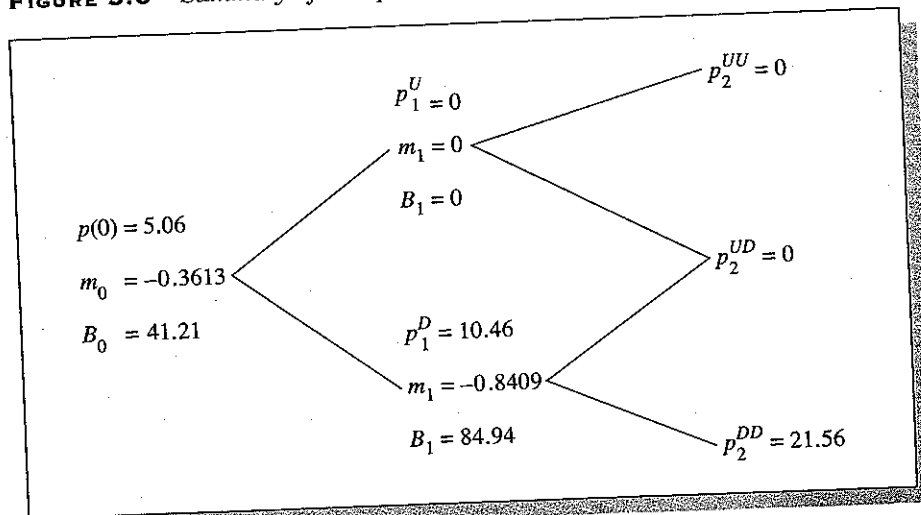 FIGURE
p_1^U = 0
p_2^{UU} = 0
m_1 = 0
B_1 = 0
p(0) = 5.06
m_0 = –0.3613
B_0 = 41.21
p_2^{UD} = 0
p_1^D = 10.46
m_1 = –0.8409
B_1 = 84.94
p_2^{DD} = 21.56